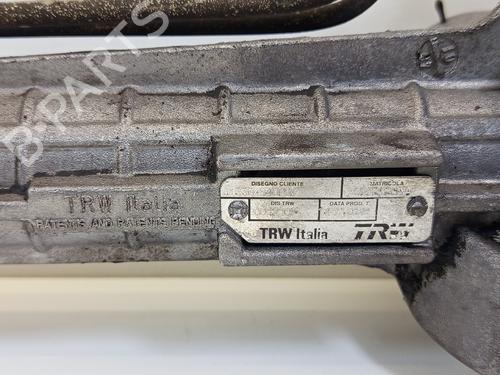 B-PARTS
TRW Italia
PATENTS AND PATENTS PENDING
DISEGNO CLIENTE
MATRICOLA
DIS. TRW
DATA PROD. T.
TRW Italia
TRW